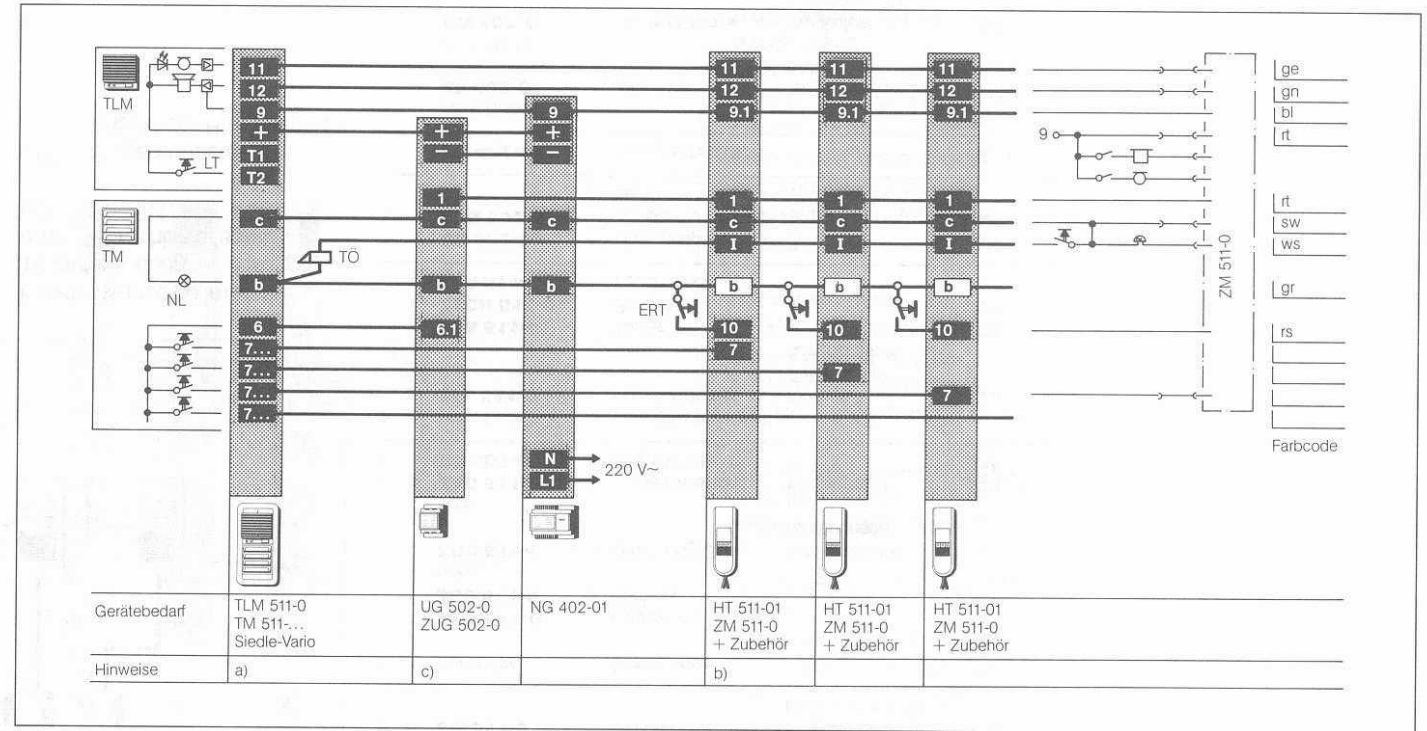 TLM
LT
TM
NL
11
12
9
+
T1
T2
c
b
6
7...
7...
7...
7...
TÖ
+
−
1
c
b
6.1
9
+
−
c
b
N
L1
220 V~
ERT
11
12
9.1
1
c
I
b
10
7
11
12
9.1
1
c
I
b
10
7
11
12
9.1
1
c
I
b
10
7
9
ZM 511-0
ge
gn
bl
rt
rt
sw
ws
gr
rs
Farbcode
Gerätebedarf
TLM 511-0
TM 511-...
Siedle-Vario
UG 502-0
ZUG 502-0
NG 402-01
HT 511-01
ZM 511-0
+ Zubehör
HT 511-01
ZM 511-0
+ Zubehör
HT 511-01
ZM 511-0
+ Zubehör
Hinweise
a)
c)
b)